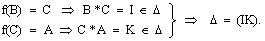 f(B) = C ⇒ B *C = I ∈ Δ
f(C) = A ⇒ C *A = K ∈ Δ } ⇒ Δ = (IK).